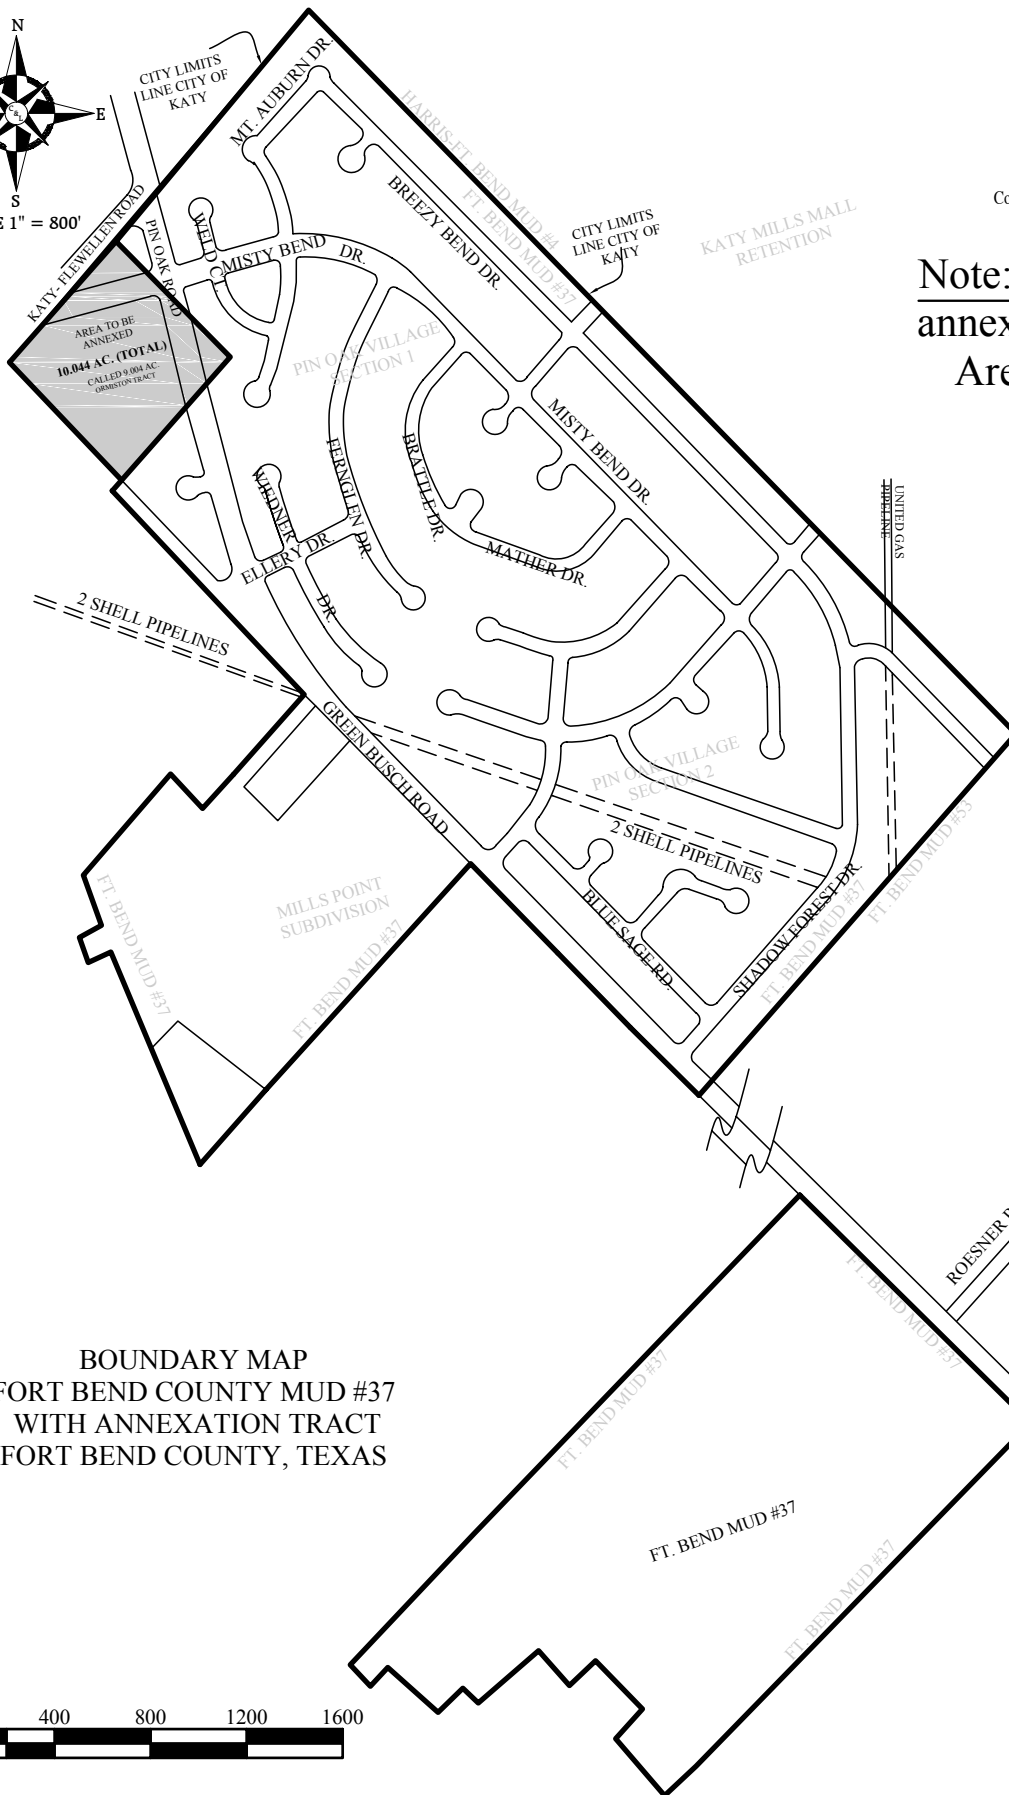 N
E
S
C
&
L
E 1" = 800'
CITY LIMITS
LINE CITY OF
KATY
MT. AUBURN DR.
KATY- FLEWELLEN ROAD
PIN OAK ROAD
WELD CT.
MISTY BEND DR.
BREEZY BEND DR.
HARRIS-FT. BEND MUD #4
FT. BEND MUD #37
CITY LIMITS
LINE CITY OF
KATY
KATY MILLS MALL
RETENTION
Co
Note:
annex
Are
AREA TO BE
ANNEXED
10.044 AC. (TOTAL)
CALLED 9.004 AC.
ORMISTON TRACT
PIN OAK VILLAGE
SECTION 1
MISTY BEND DR.
FERNGLEN DR.
BRATTLE DR.
MATHER DR.
WIEDNER DR.
ELLERY DR.
UNITED GAS
PIPELINE
2 SHELL PIPELINES
GREEN BUSCH ROAD
PIN OAK VILLAGE
SECTION 2
2 SHELL PIPELINES
BLUE SAGE RD.
SHADOW FOREST DR.
FT. BEND MUD #37
FT. BEND MUD #53
MILLS POINT
SUBDIVISION
FT. BEND MUD #37
FT. BEND MUD #37
ROESNER R
FT. BEND MUD #37
FT. BEND MUD #37
FT. BEND MUD #37
FT. BEND MUD #37
BOUNDARY MAP
FORT BEND COUNTY MUD #37
WITH ANNEXATION TRACT
FORT BEND COUNTY, TEXAS
400 800 1200 1600